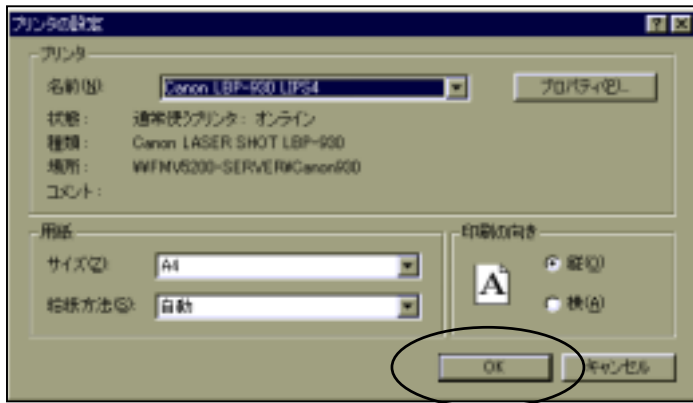 プリンタの設定
プリンタ
名前(N): Canon LBP-930 LIPS4 プロパティ(P)...
状態: 通常使うプリンタ: オンライン
種類: Canon LASER SHOT LBP-930
場所: ¥¥FMV5200-SERVER¥Canon930
コメント:
用紙
サイズ(Z): A4
給紙方法(S): 自動
印刷の向き
A
縦(O)
横(A)
OK キャンセル